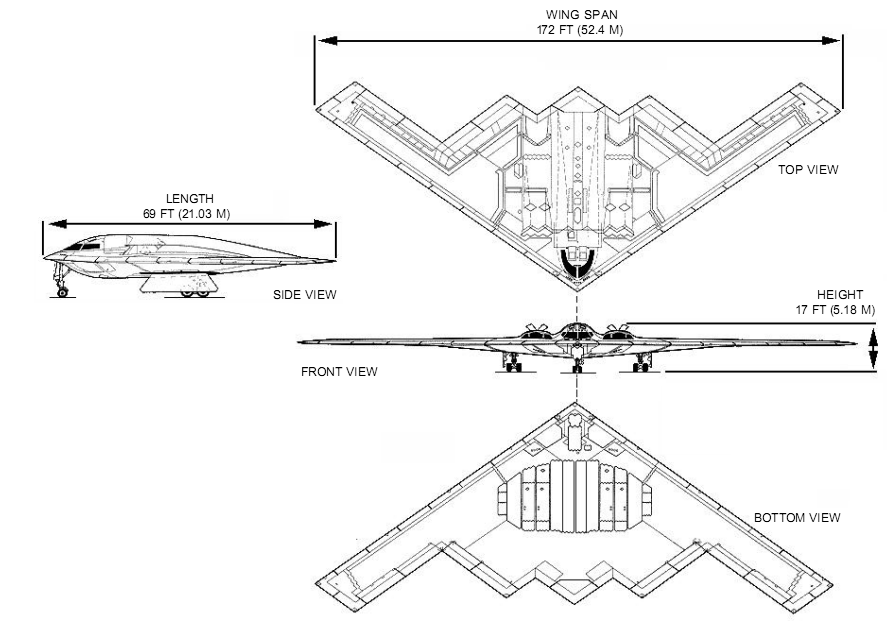 WING SPAN
172 FT (52.4 M)
TOP VIEW
LENGTH
69 FT (21.03 M)
SIDE VIEW
HEIGHT
17 FT (5.18 M)
FRONT VIEW
BOTTOM VIEW